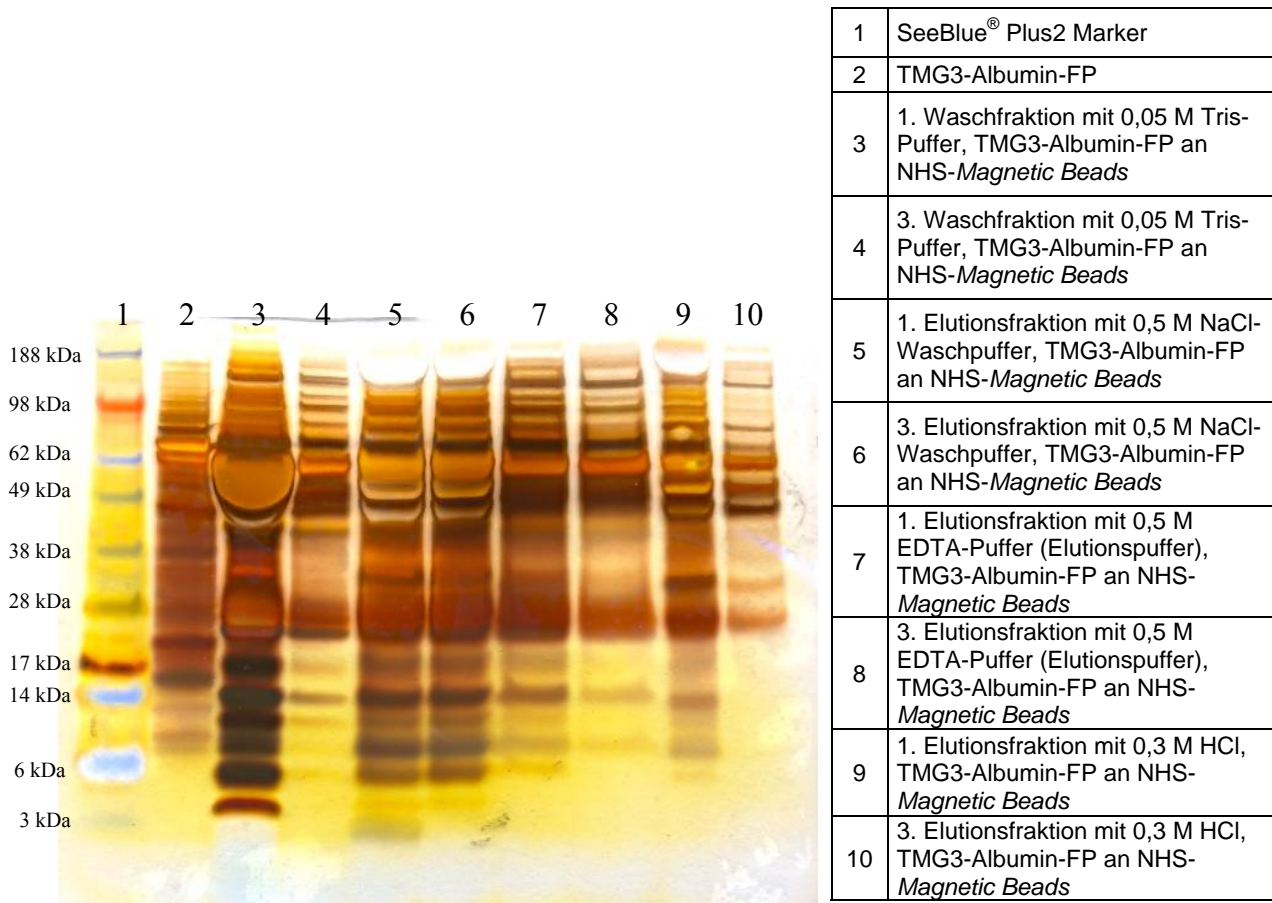 1 2 3 4 5 6 7 8 9 10
188 kDa
98 kDa
62 kDa
49 kDa
38 kDa
28 kDa
17 kDa
14 kDa
6 kDa
3 kDa
1 SeeBlue® Plus2 Marker
2 TMG3-Albumin-FP
1. Waschfraktion mit 0,05 M Tris-
3 Puffer, TMG3-Albumin-FP an
NHS-Magnetic Beads
3. Waschfraktion mit 0,05 M Tris-
4 Puffer, TMG3-Albumin-FP an
NHS-Magnetic Beads
1. Elutionsfraktion mit 0,5 M NaCl-
5 Waschpuffer, TMG3-Albumin-FP
an NHS-Magnetic Beads
3. Elutionsfraktion mit 0,5 M NaCl-
6 Waschpuffer, TMG3-Albumin-FP
an NHS-Magnetic Beads
1. Elutionsfraktion mit 0,5 M
EDTA-Puffer (Elutionspuffer),
7 TMG3-Albumin-FP an NHS-
Magnetic Beads
3. Elutionsfraktion mit 0,5 M
EDTA-Puffer (Elutionspuffer),
8 TMG3-Albumin-FP an NHS-
Magnetic Beads
1. Elutionsfraktion mit 0,3 M HCl,
9 TMG3-Albumin-FP an NHS-
Magnetic Beads
3. Elutionsfraktion mit 0,3 M HCl,
10 TMG3-Albumin-FP an NHS-
Magnetic Beads